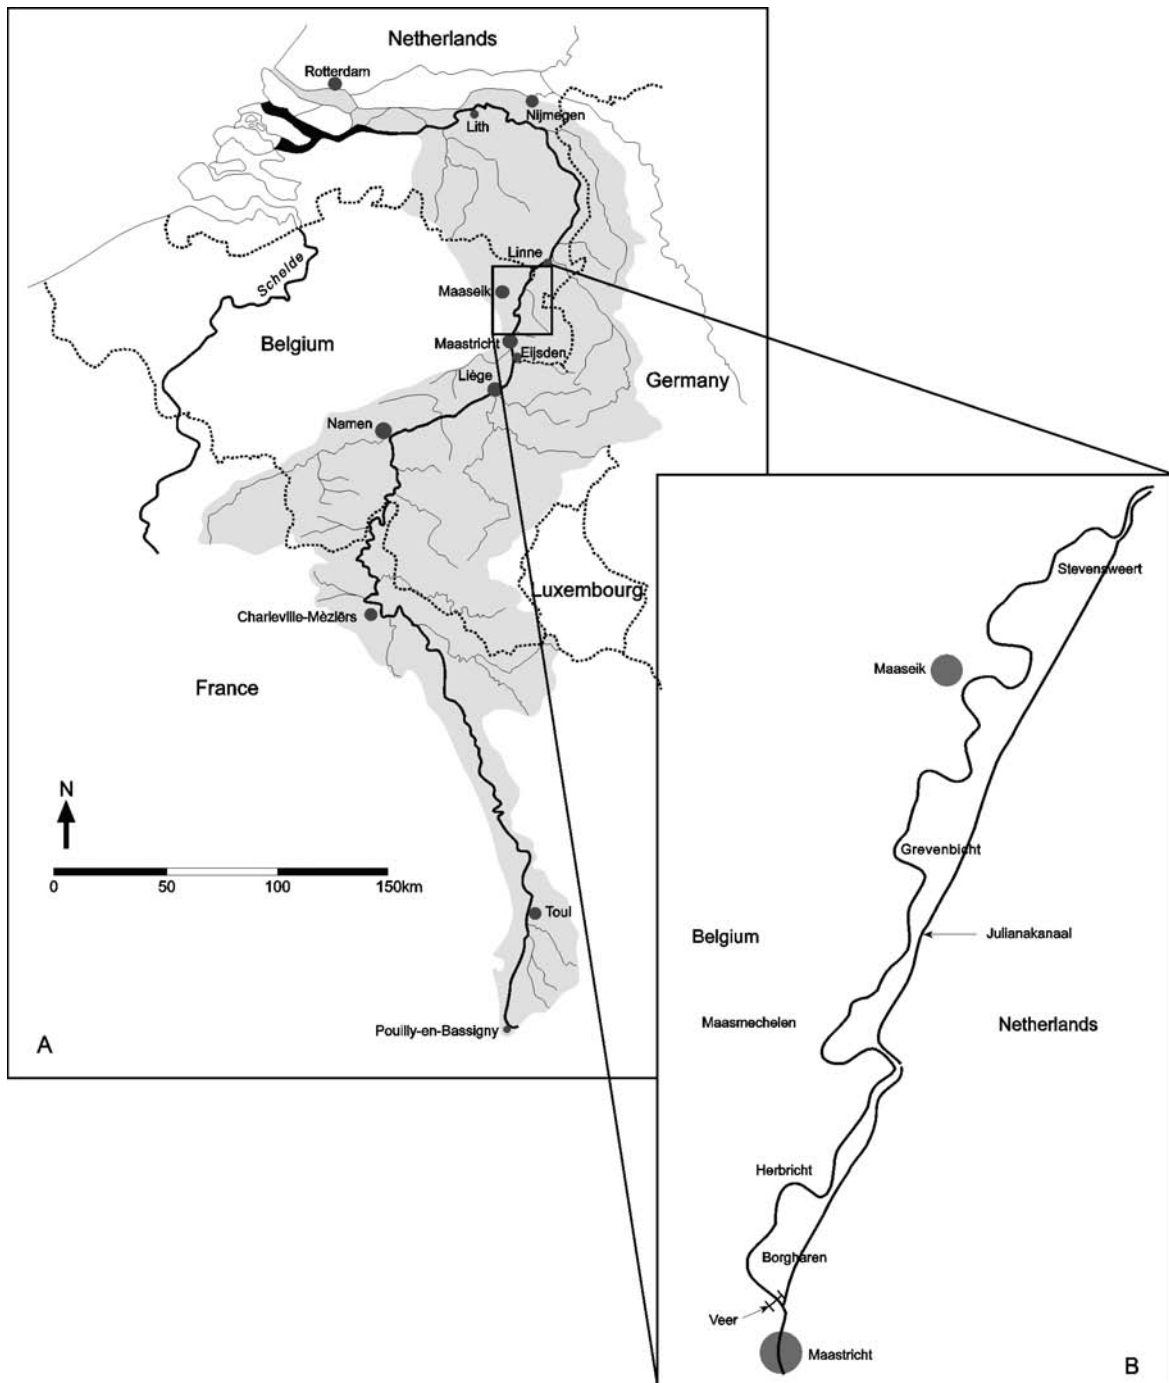 Netherlands
Rotterdam
Nijmegen
Lith
Linne
Schelde
Maaseik
Belgium
Maastricht
Eijsden
Liège
Germany
Namen
Luxembourg
Charleville-Mèzièrs
France
N
0 50 100 150km
Toul
Pouilly-en-Bassigny
A
Stevensweert
Maaseik
Grevenbicht
Belgium
Julianakanaal
Maasmechelen
Netherlands
Herbricht
Borgharen
Veer
Maastricht
B